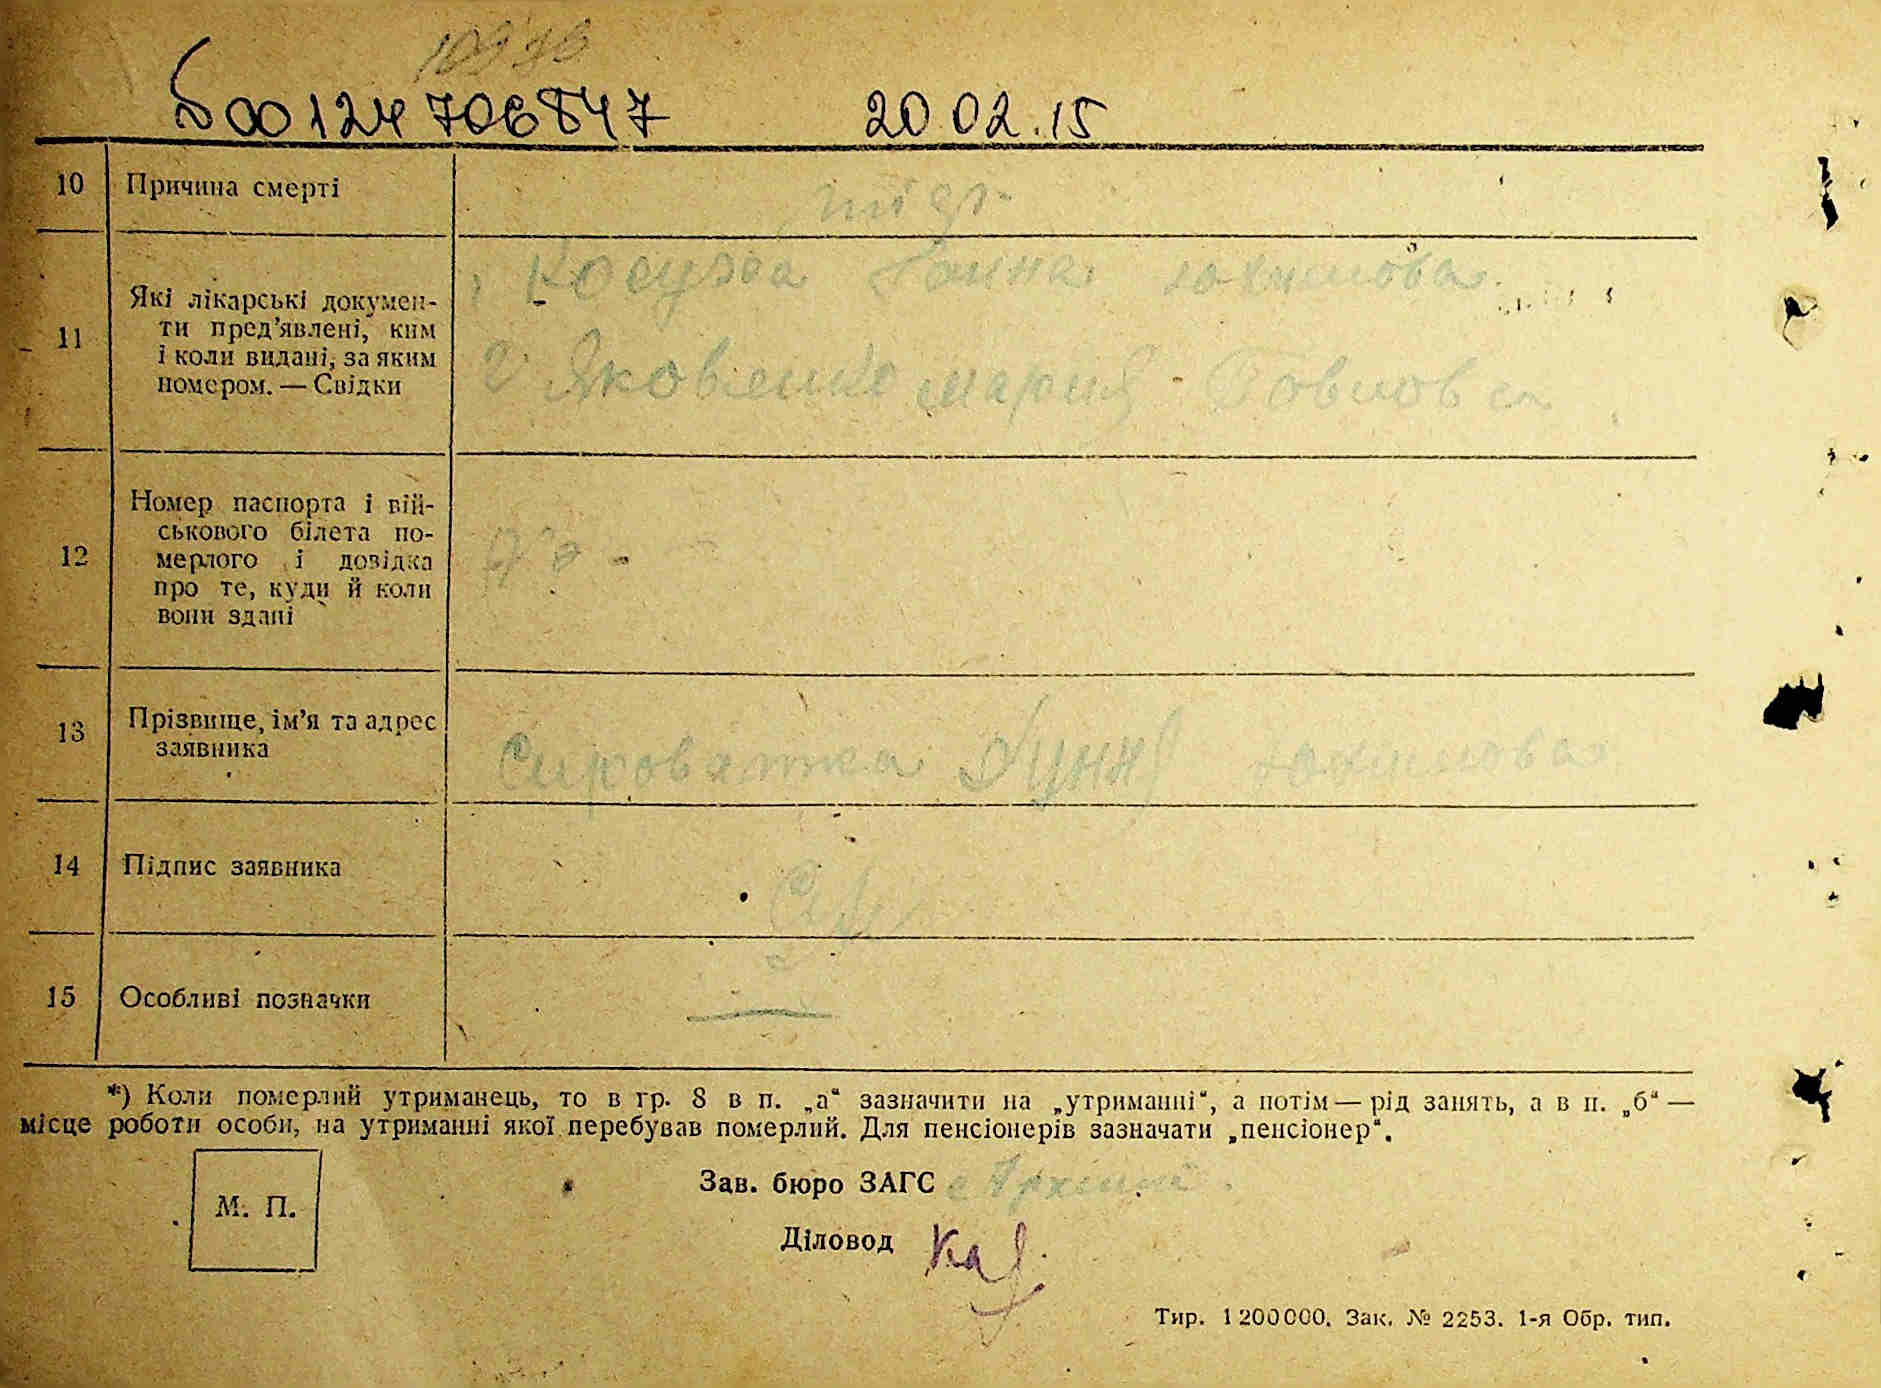 00124706847 20.02.15
10 Причина смерті
Які лікарські докумен-
ти пред’явлені, ким
11 і коли видані, за яким
номером. — Свідки
1 Косуха Ганна
2 Яковенко Мария
Номер паспорта і вій-
ськового білета по-
12 мерлого і довідка
про те, куди й коли
вони здані
13 Прізвище, ім’я та адрес
заявника
Сироватка
14 Підпис заявника
15 Особливі позначки
*) Коли померлий утриманець, то в гр. 8 в п. „а“ зазначити на „утриманні“, а потім — рід занять, а в п. „б“ —
місце роботи особи, на утриманні якої перебував померлий. Для пенсіонерів зазначати „пенсіонер“.
М. П.
Зав. бюро ЗАГС
Діловод
Тир. 1200000. Зак. № 2253. 1-я Обр. тип.